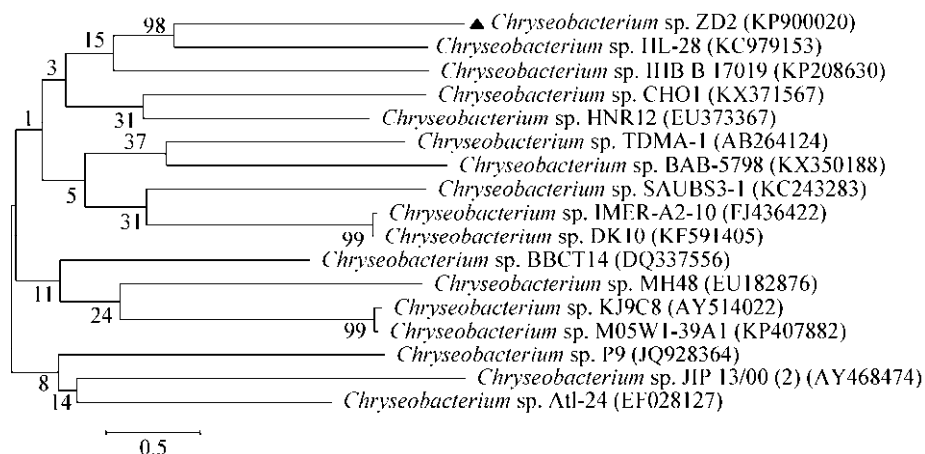 98
▲ Chryseobacterium sp. ZD2 (KP900020)
15
Chryseobacterium sp. HL-28 (KC979153)
3
Chryseobacterium sp. IHB B 17019 (KP208630)
Chryseobacterium sp. CHO1 (KX371567)
1
31
Chryseobacterium sp. HNR12 (EU373367)
37
Chryseobacterium sp. TDMA-1 (AB264124)
Chryseobacterium sp. BAB-5798 (KX350188)
5
Chryseobacterium sp. SAUBS3-1 (KC243283)
31
Chryseobacterium sp. IMER-A2-10 (FJ436422)
99
Chryseobacterium sp. DK10 (KF591405)
Chryseobacterium sp. BBCT14 (DQ337556)
11
Chryseobacterium sp. MH48 (EU182876)
24
Chryseobacterium sp. KJ9C8 (AY514022)
99
Chryseobacterium sp. M05W1-39A1 (KP407882)
Chryseobacterium sp. P9 (JQ928364)
8
Chryseobacterium sp. JIP 13/00 (2) (AY468474)
14
Chryseobacterium sp. Atl-24 (EF028127)
0.5